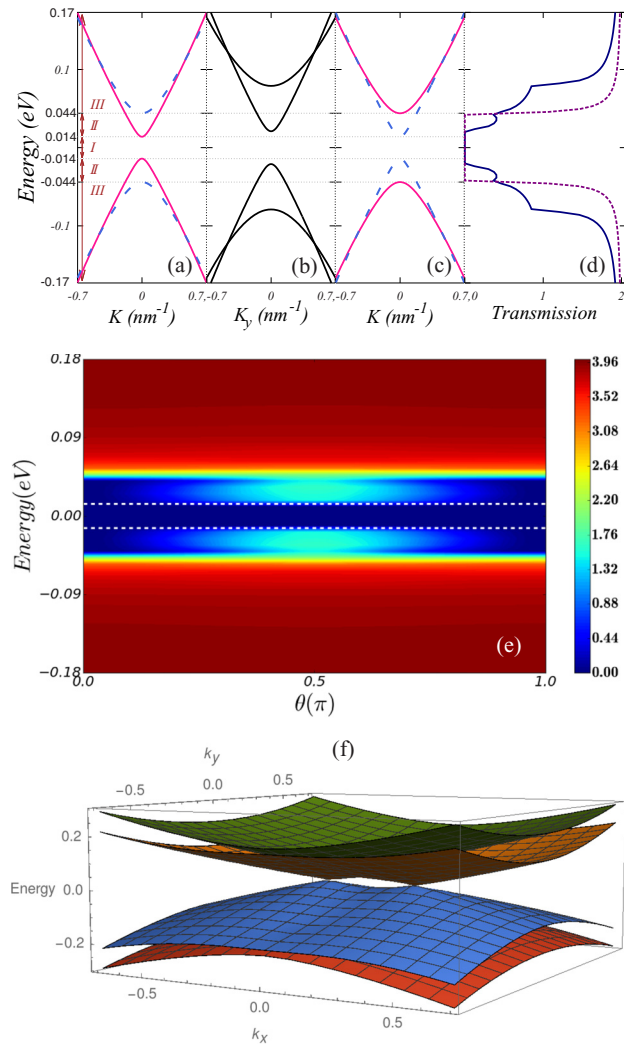 0.17
0.1
0.044
0.014
-0.014
-0.044
-0.1
-0.17
Energy (eV)
III
II
I
II
III
(a) (b) (c) (d)
-0.7 0 0.7,-0.7 0 0.7,-0.7 0 0.7,0 1 2
K (nm-1) Ky (nm-1) K (nm-1) Transmission
0.18
0.09
0.00
−0.09
−0.18
Energy(eV)
(e)
0.0 0.5 1.0
θ(π)
3.96
3.52
3.08
2.64
2.20
1.76
1.32
0.88
0.44
0.00
(f)
ky
−0.5 0.0 0.5
0.2
0.0
−0.2
Energy
−0.5 0.0 0.5
kx